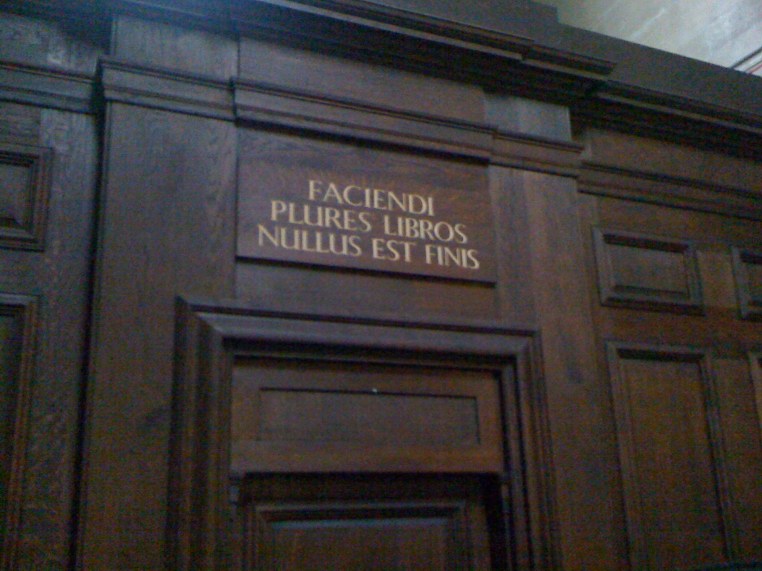 FACIENDI
PLURES LIBROS
NULLUS EST FINIS